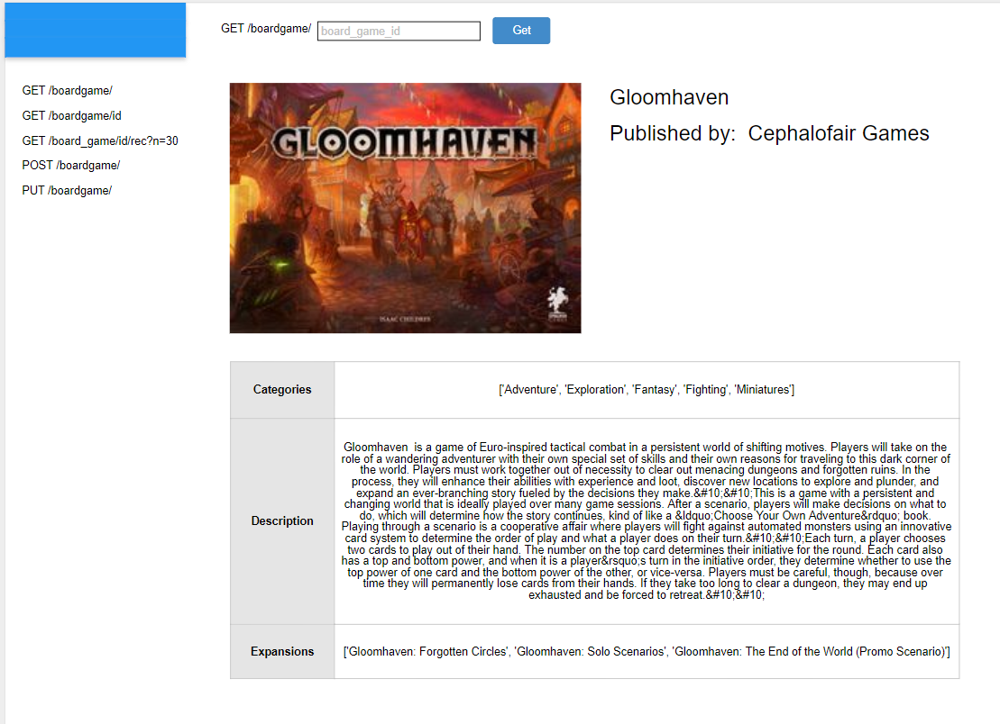 GET /boardgame/ board_game_id Get
GET /boardgame/
GET /boardgame/id
GET /board_game/id/rec?n=30
POST /boardgame/
PUT /boardgame/
GLOOMHAVEN
ISAAC CHILDRES
Gloomhaven
Published by: Cephalofair Games
Categories
['Adventure', 'Exploration', 'Fantasy', 'Fighting', 'Miniatures']
Description
Gloomhaven  is a game of Euro-inspired tactical combat in a persistent world of shifting motives. Players will take on the
role of a wandering adventurer with their own special set of skills and their own reasons for traveling to this dark corner of
the world. Players must work together out of necessity to clear out menacing dungeons and forgotten ruins. In the
process, they will enhance their abilities with experience and loot, discover new locations to explore and plunder, and
expand an ever-branching story fueled by the decisions they make.&#10;&#10;This is a game with a persistent and
changing world that is ideally played over many game sessions. After a scenario, players will make decisions on what to
do, which will determine how the story continues, kind of like a &ldquo;Choose Your Own Adventure&rdquo; book.
Playing through a scenario is a cooperative affair where players will fight against automated monsters using an innovative
card system to determine the order of play and what a player does on their turn.&#10;&#10;Each turn, a player chooses
two cards to play out of their hand. The number on the top card determines their initiative for the round. Each card also
has a top and bottom power, and when it is a player&rsquo;s turn in the initiative order, they determine whether to use the
top power of one card and the bottom power of the other, or vice-versa. Players must be careful, though, because over
time they will permanently lose cards from their hands. If they take too long to clear a dungeon, they may end up
exhausted and be forced to retreat.&#10;&#10;
Expansions
['Gloomhaven: Forgotten Circles', 'Gloomhaven: Solo Scenarios', 'Gloomhaven: The End of the World (Promo Scenario)']